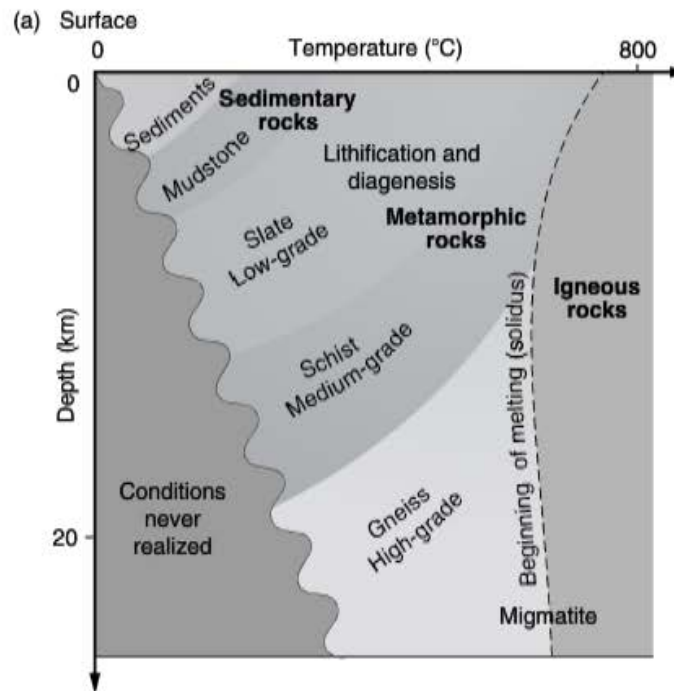 (a) Surface
Temperature (°C)
0
800
0
Sediments
Sedimentary
rocks
Mudstone
Lithification and
diagenesis
Slate
Low-grade
Metamorphic
rocks
Igneous
rocks
Schist
Medium-grade
Beginning of melting (solidus)
Depth (km)
Conditions
never
realized
20
Gneiss
High-grade
Migmatite